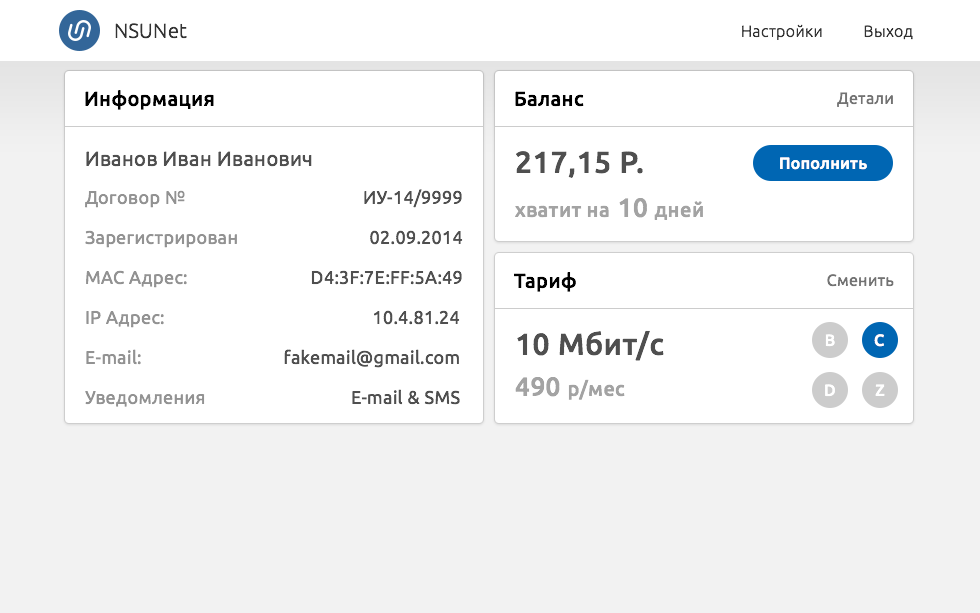 NSUNet
Настройки
Выход
Информация
Иванов Иван Иванович
Договор № ИУ-14/9999
Зарегистрирован 02.09.2014
MAC Адрес: D4:3F:7E:FF:5A:49
IP Адрес: 10.4.81.24
E-mail: fakemail@gmail.com
Уведомления E-mail & SMS
Баланс Детали
217,15 Р. Пополнить
хватит на 10 дней
Тариф Сменить
10 Мбит/с B C
490 р/мес D Z